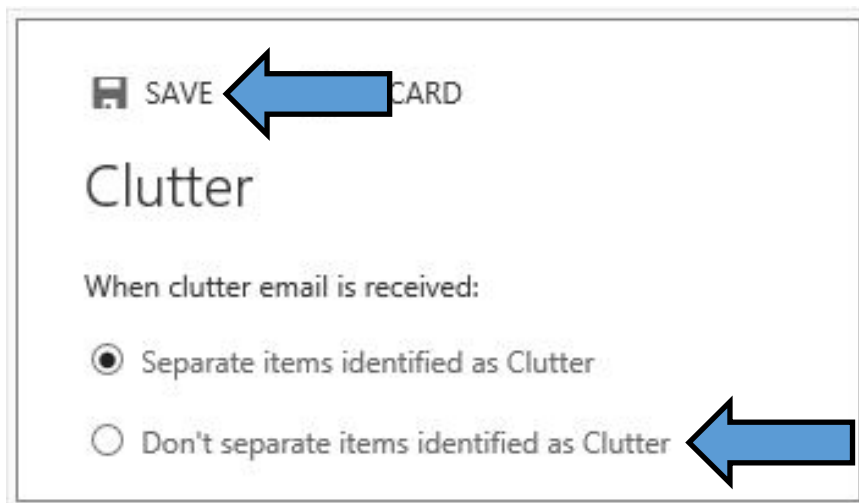 SAVE CARD
Clutter
When clutter email is received:
Separate items identified as Clutter
Don't separate items identified as Clutter